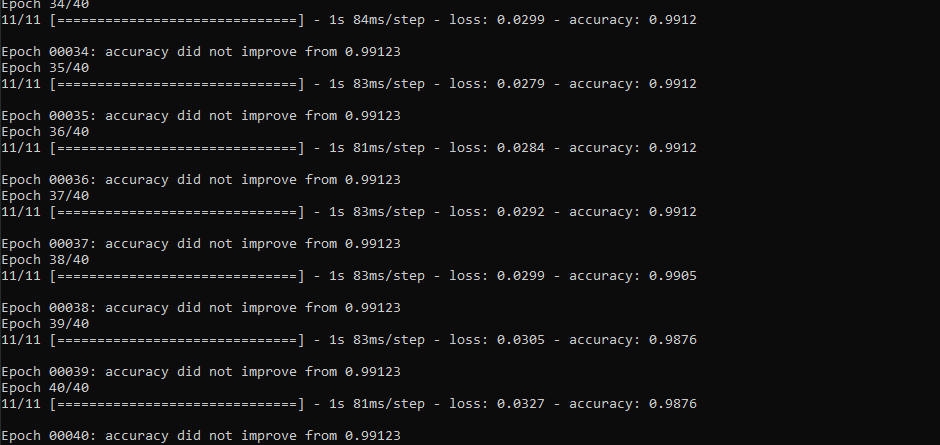 Epoch 34/40
11/11 [==============================] - 1s 84ms/step - loss: 0.0299 - accuracy: 0.9912
Epoch 00034: accuracy did not improve from 0.99123
Epoch 35/40
11/11 [==============================] - 1s 83ms/step - loss: 0.0279 - accuracy: 0.9912
Epoch 00035: accuracy did not improve from 0.99123
Epoch 36/40
11/11 [==============================] - 1s 81ms/step - loss: 0.0284 - accuracy: 0.9912
Epoch 00036: accuracy did not improve from 0.99123
Epoch 37/40
11/11 [==============================] - 1s 83ms/step - loss: 0.0292 - accuracy: 0.9912
Epoch 00037: accuracy did not improve from 0.99123
Epoch 38/40
11/11 [==============================] - 1s 83ms/step - loss: 0.0299 - accuracy: 0.9905
Epoch 00038: accuracy did not improve from 0.99123
Epoch 39/40
11/11 [==============================] - 1s 83ms/step - loss: 0.0305 - accuracy: 0.9876
Epoch 00039: accuracy did not improve from 0.99123
Epoch 40/40
11/11 [==============================] - 1s 81ms/step - loss: 0.0327 - accuracy: 0.9876
Epoch 00040: accuracy did not improve from 0.99123